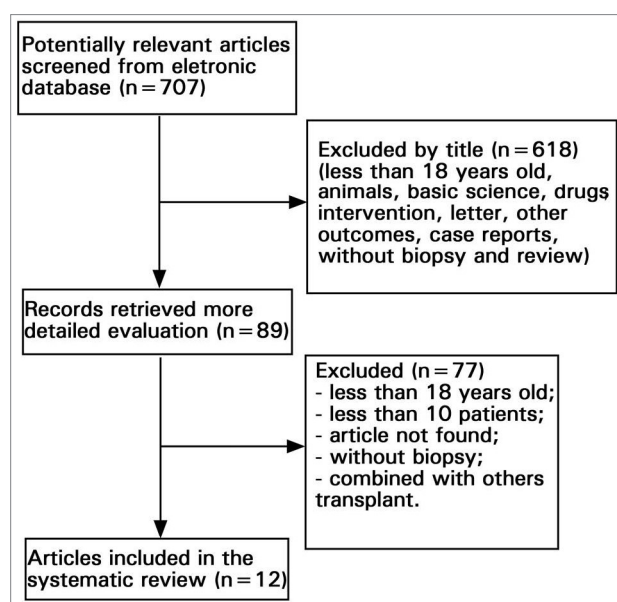 Potentially relevant articles
screened from eletronic
database (n=707)
Excluded by title (n=618)
(less than 18 years old,
animals, basic science, drugs
intervention, letter, other
outcomes, case reports,
without biopsy and review)
Records retrieved more
detailed evaluation (n=89)
Excluded (n=77)
- less than 18 years old;
- less than 10 patients;
- article not found;
- without biopsy;
- combined with others
transplant.
Articles included in the
systematic review (n=12)